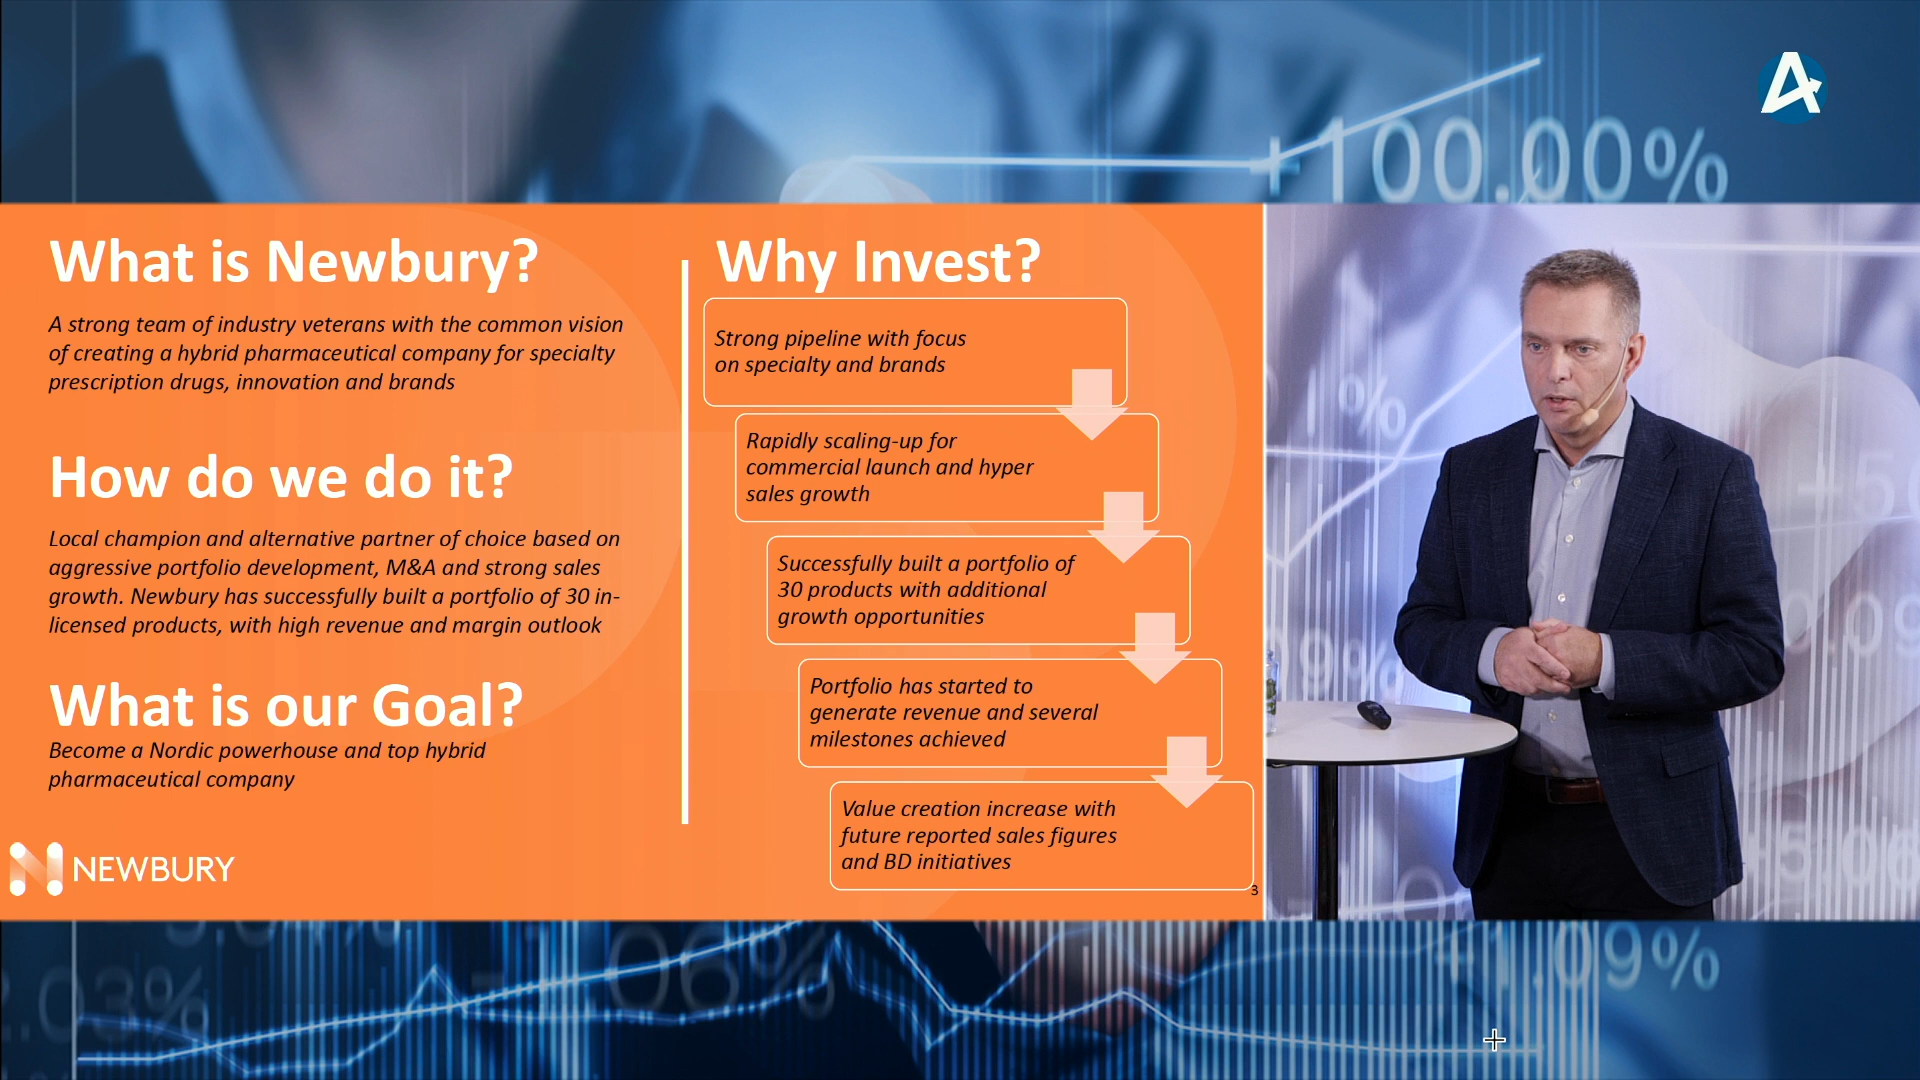 +100.00%
What is Newbury?
A strong team of industry veterans with the common vision
of creating a hybrid pharmaceutical company for specialty
prescription drugs, innovation and brands
How do we do it?
Local champion and alternative partner of choice based on
aggressive portfolio development, M&A and strong sales
growth. Newbury has successfully built a portfolio of 30 in-
licensed products, with high revenue and margin outlook
What is our Goal?
Become a Nordic powerhouse and top hybrid
pharmaceutical company
NEWBURY
Why Invest?
Strong pipeline with focus
on specialty and brands
Rapidly scaling-up for
commercial launch and hyper
sales growth
Successfully built a portfolio of
30 products with additional
growth opportunities
Portfolio has started to
generate revenue and several
milestones achieved
Value creation increase with
future reported sales figures
and BD initiatives
3
+1.09%